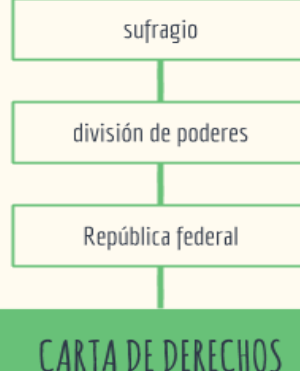 sufragio
división de poderes
República federal
CARTA DE DERECHOS